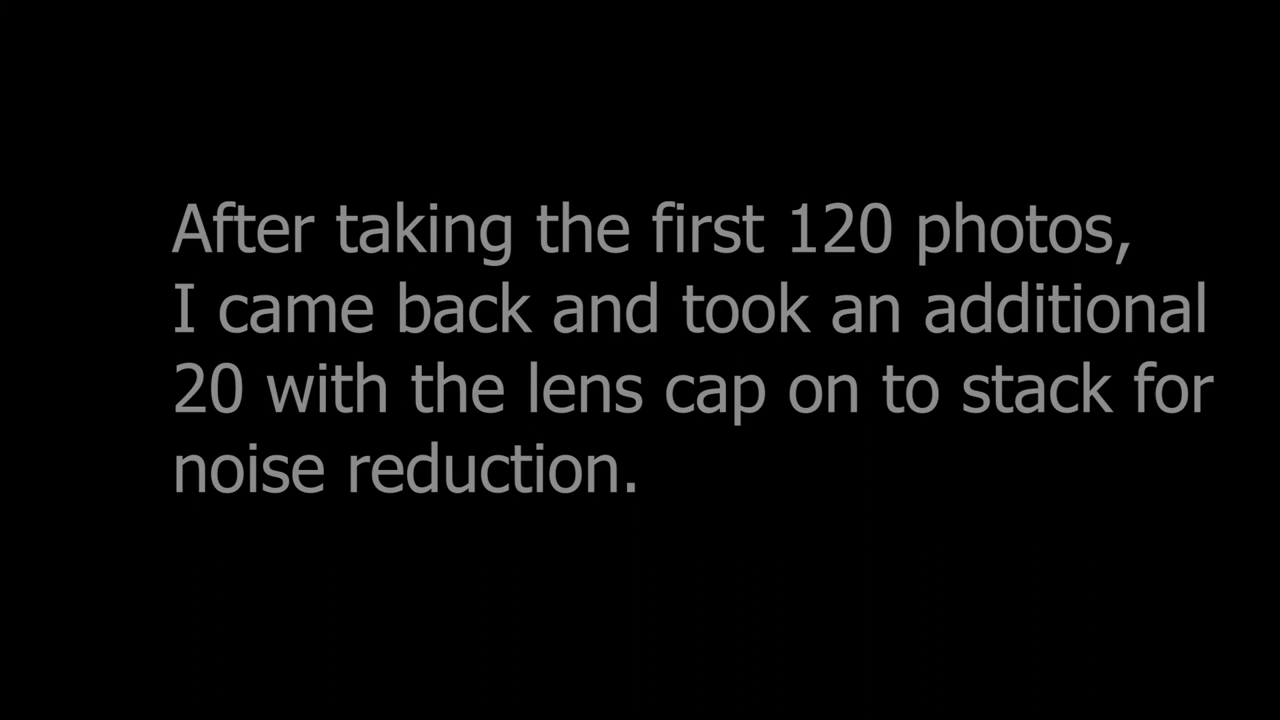 After taking the first 120 photos,
I came back and took an additional
20 with the lens cap on to stack for
noise reduction.